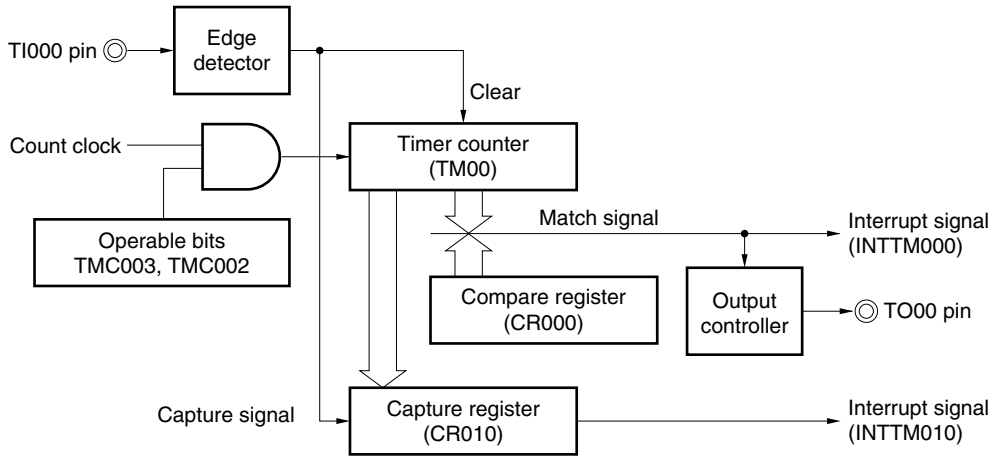 TI000 pin
Edge
detector
Clear
Count clock
Timer counter
(TM00)
Operable bits
TMC003, TMC002
Match signal
Interrupt signal
(INTTM000)
Compare register
(CR000)
Output
controller
TO00 pin
Capture signal
Capture register
(CR010)
Interrupt signal
(INTTM010)